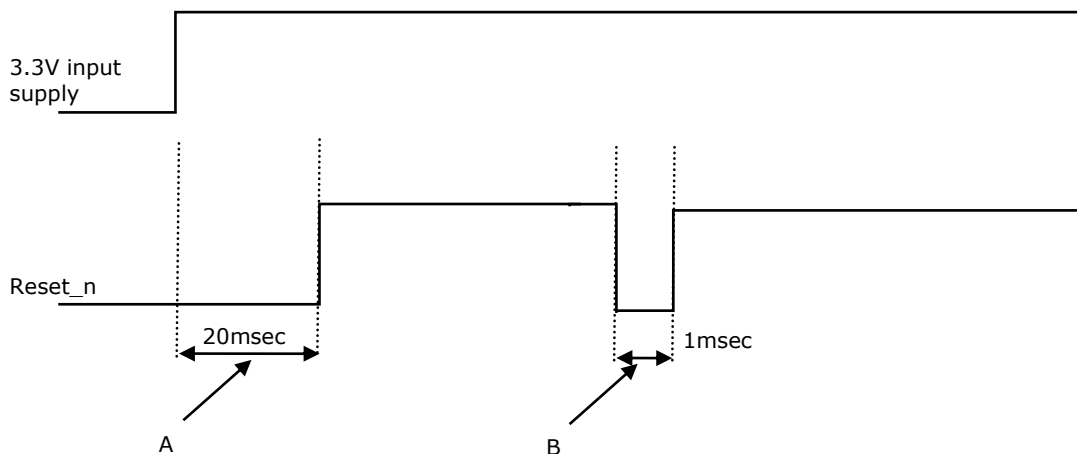 3.3V input
supply
Reset_n
20msec
1msec
A
B